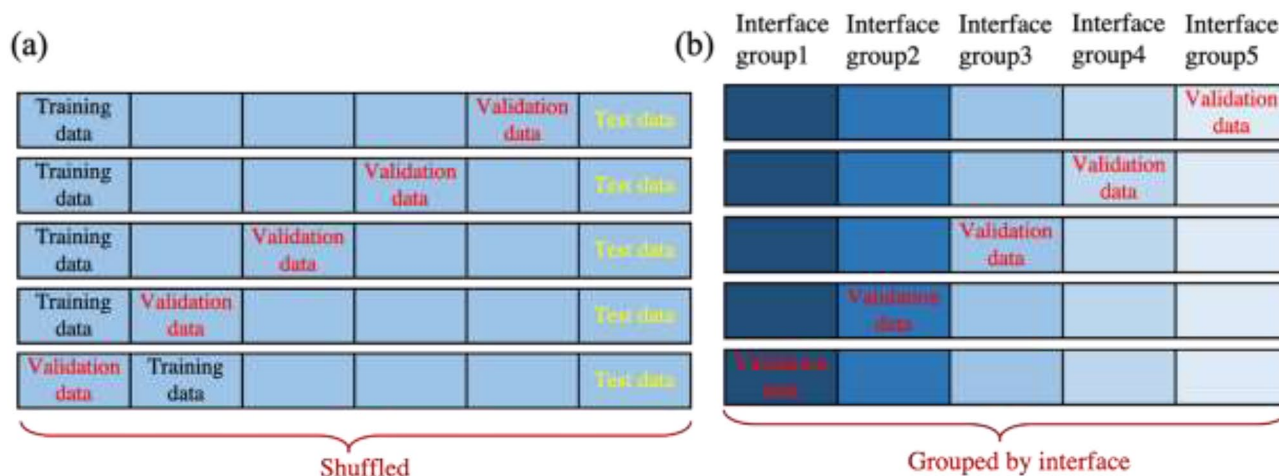 (a)
Training
data
Validation
data
Test data
Training
data
Validation
data
Test data
Training
data
Validation
data
Test data
Training
data
Validation
data
Test data
Validation
data
Training
data
Test data
Shuffled
(b)
Interface
group1
Interface
group2
Interface
group3
Interface
group4
Interface
group5
Validation
data
Validation
data
Validation
data
Validation
data
Validation
data
Grouped by interface